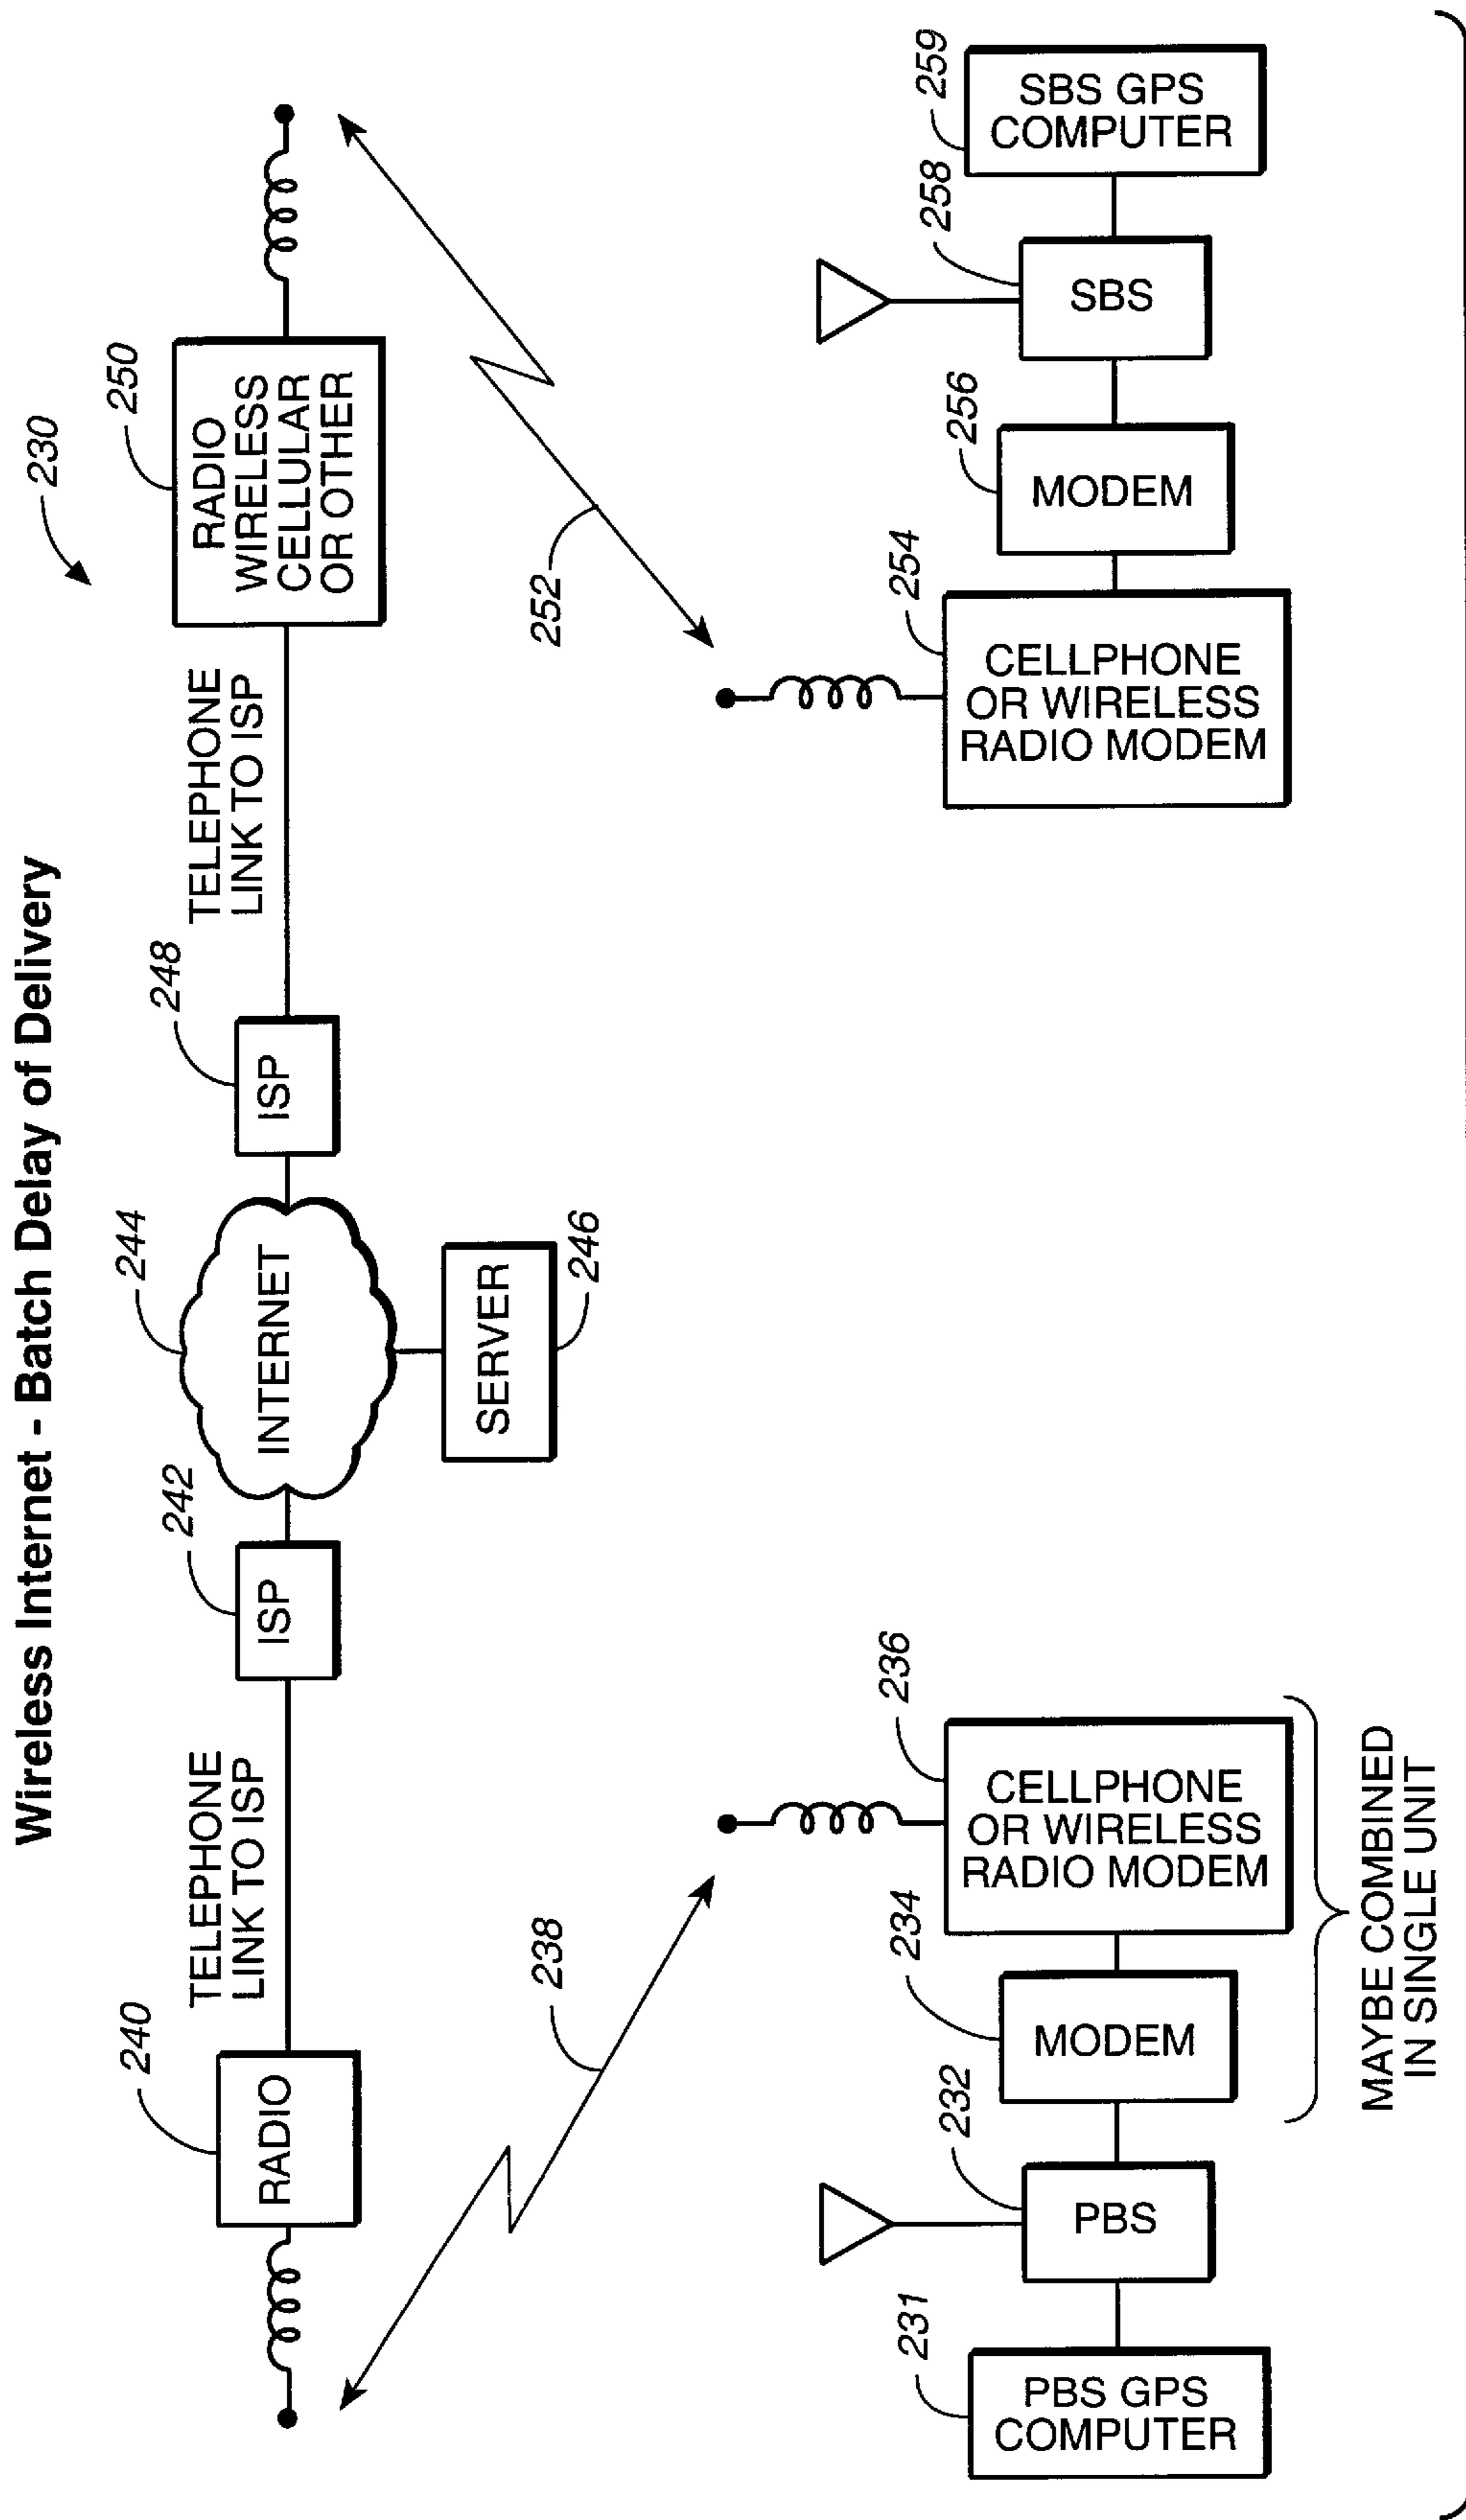 Wireless Internet - Batch Delay of Delivery
230
240
RADIO
TELEPHONE
LINK TO ISP
242
ISP
244
INTERNET
SERVER
246
248
ISP
TELEPHONE
LINK TO ISP
250
RADIO
WIRELESS
CELLULAR
OR OTHER
238
252
231
PBS GPS
COMPUTER
232
PBS
234
MODEM
236
CELLPHONE
OR WIRELESS
RADIO MODEM
MAYBE COMBINED
IN SINGLE UNIT
254
CELLPHONE
OR WIRELESS
RADIO MODEM
256
MODEM
258
SBS
259
SBS GPS
COMPUTER